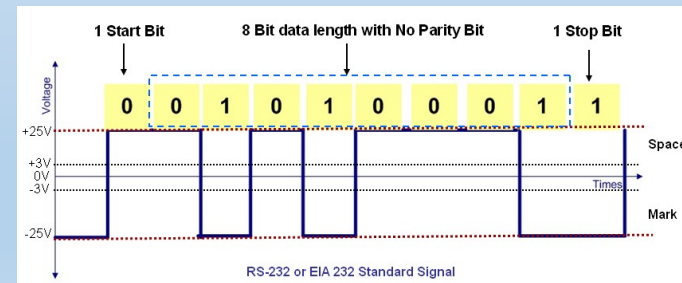 1 Start Bit 8 Bit data length with No Parity Bit 1 Stop Bit
Voltage
0 0 1 0 1 0 0 0 1 1
+25V
Space
+3V
0V
Times
-3V
Mark
-25V
RS-232 or EIA 232 Standard Signal